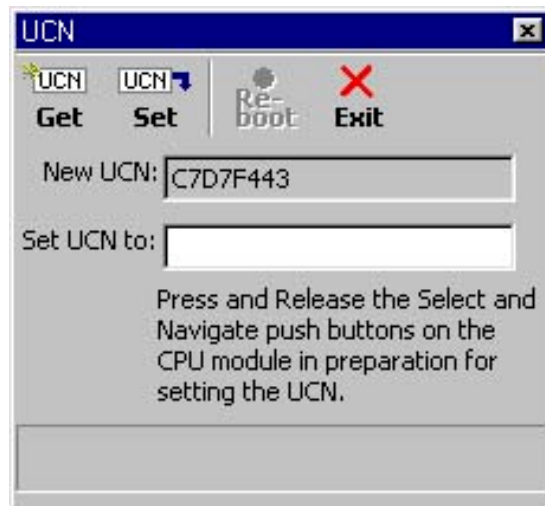 UCN
UCN UCN
Get Set Re-boot Exit
New UCN: C7D7F443
Set UCN to:
Press and Release the Select and
Navigate push buttons on the
CPU module in preparation for
setting the UCN.